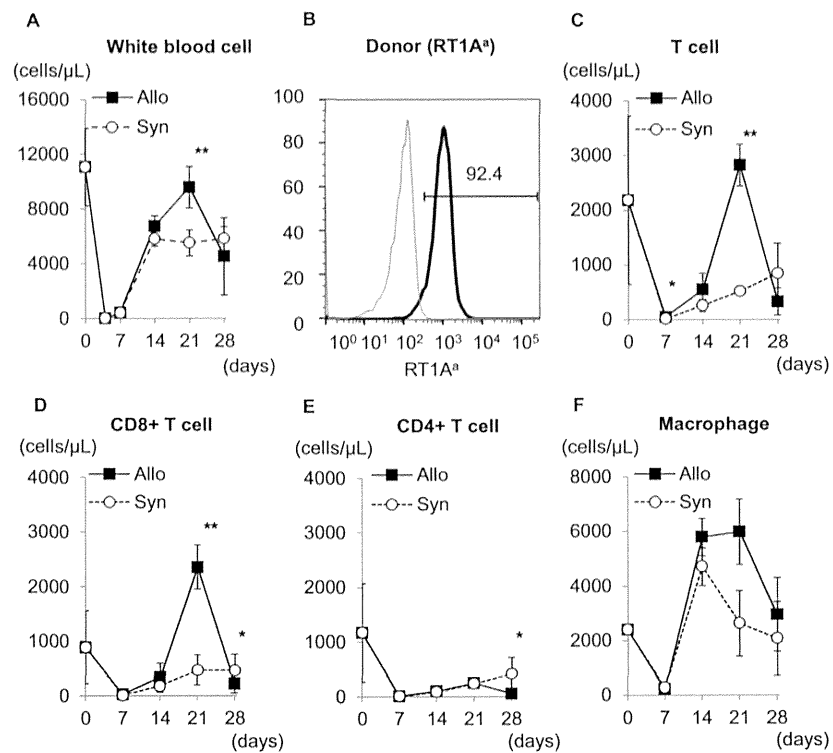 A
White blood cell
(cells/μL)
Allo
Syn
16000
12000
8000
4000
0
**
0 7 14 21 28
(days)
B
Donor (RT1Aᵃ)
100
80
60
40
20
0
92.4
10⁰ 10¹ 10² 10³ 10⁴ 10⁵
RT1Aᵃ
C
T cell
(cells/μL)
Allo
Syn
4000
3000
2000
1000
0
*
**
0 7 14 21 28
(days)
D
CD8+ T cell
(cells/μL)
Allo
Syn
4000
3000
2000
1000
0
**
*
0 7 14 21 28
(days)
E
CD4+ T cell
(cells/μL)
Allo
Syn
4000
3000
2000
1000
0
*
0 7 14 21 28
(days)
F
Macrophage
(cells/μL)
Allo
Syn
8000
6000
4000
2000
0
0 7 14 21 28
(days)